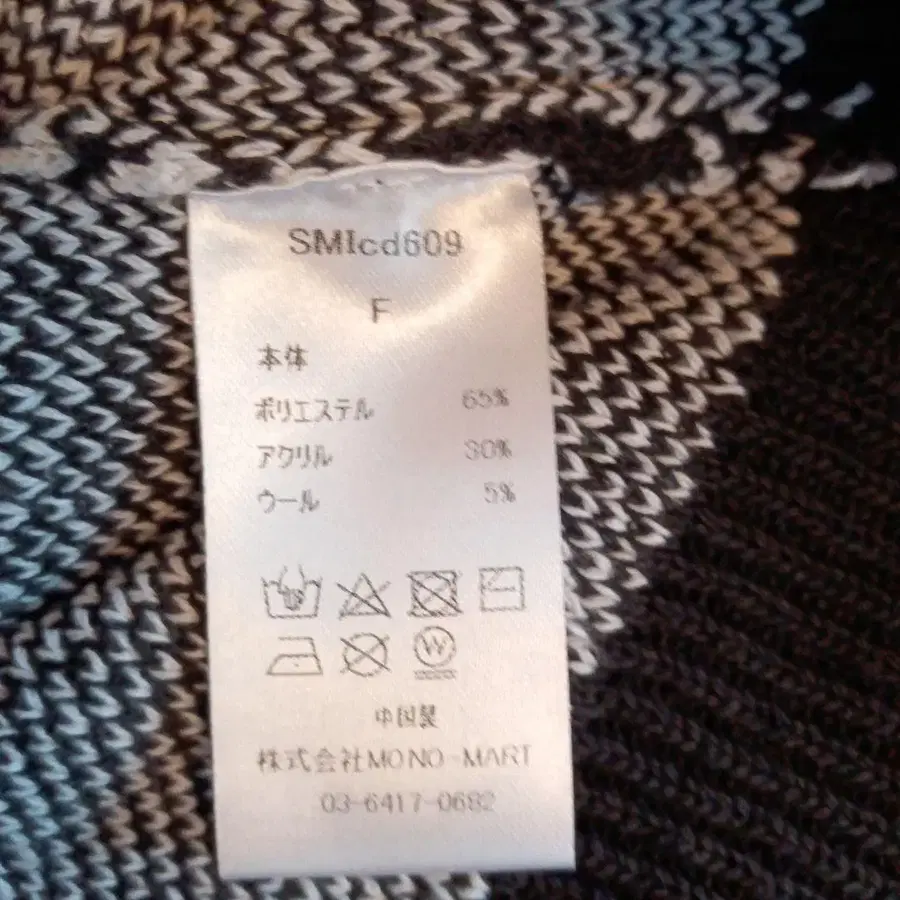 SMIcd609
F
本体
ポリエステル 65%
アクリル 30%
ウール 5%
W
中国製
株式会社MONO-MART
03-6417-0682